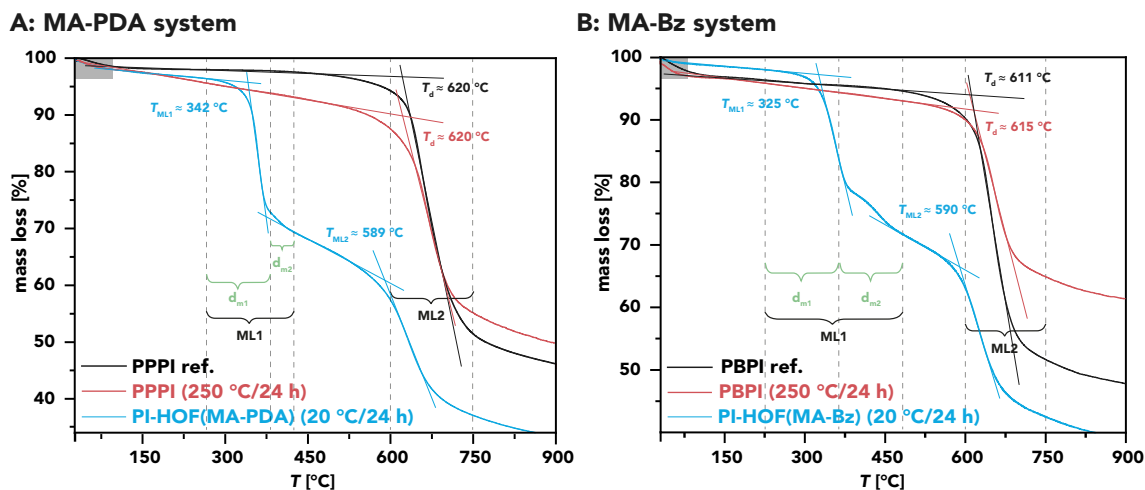 A: MA-PDA system
100
90
80
70
60
50
40
mass loss [%]
T_d ≈ 620 °C
T_ML1 ≈ 342 °C
T_d ≈ 620 °C
T_ML2 ≈ 589 °C
d_m2
d_m1
ML1
ML2
PPPI ref.
PPPI (250 °C/24 h)
PI-HOF(MA-PDA) (20 °C/24 h)
150 300 450 600 750 900
T [°C]
B: MA-Bz system
100
90
80
70
60
50
mass loss [%]
T_d ≈ 611 °C
T_ML1 ≈ 325 °C
T_d ≈ 615 °C
T_ML2 ≈ 590 °C
d_m1 d_m2
ML1
ML2
PBPI ref.
PBPI (250 °C/24 h)
PI-HOF(MA-Bz) (20 °C/24 h)
150 300 450 600 750 900
T [°C]